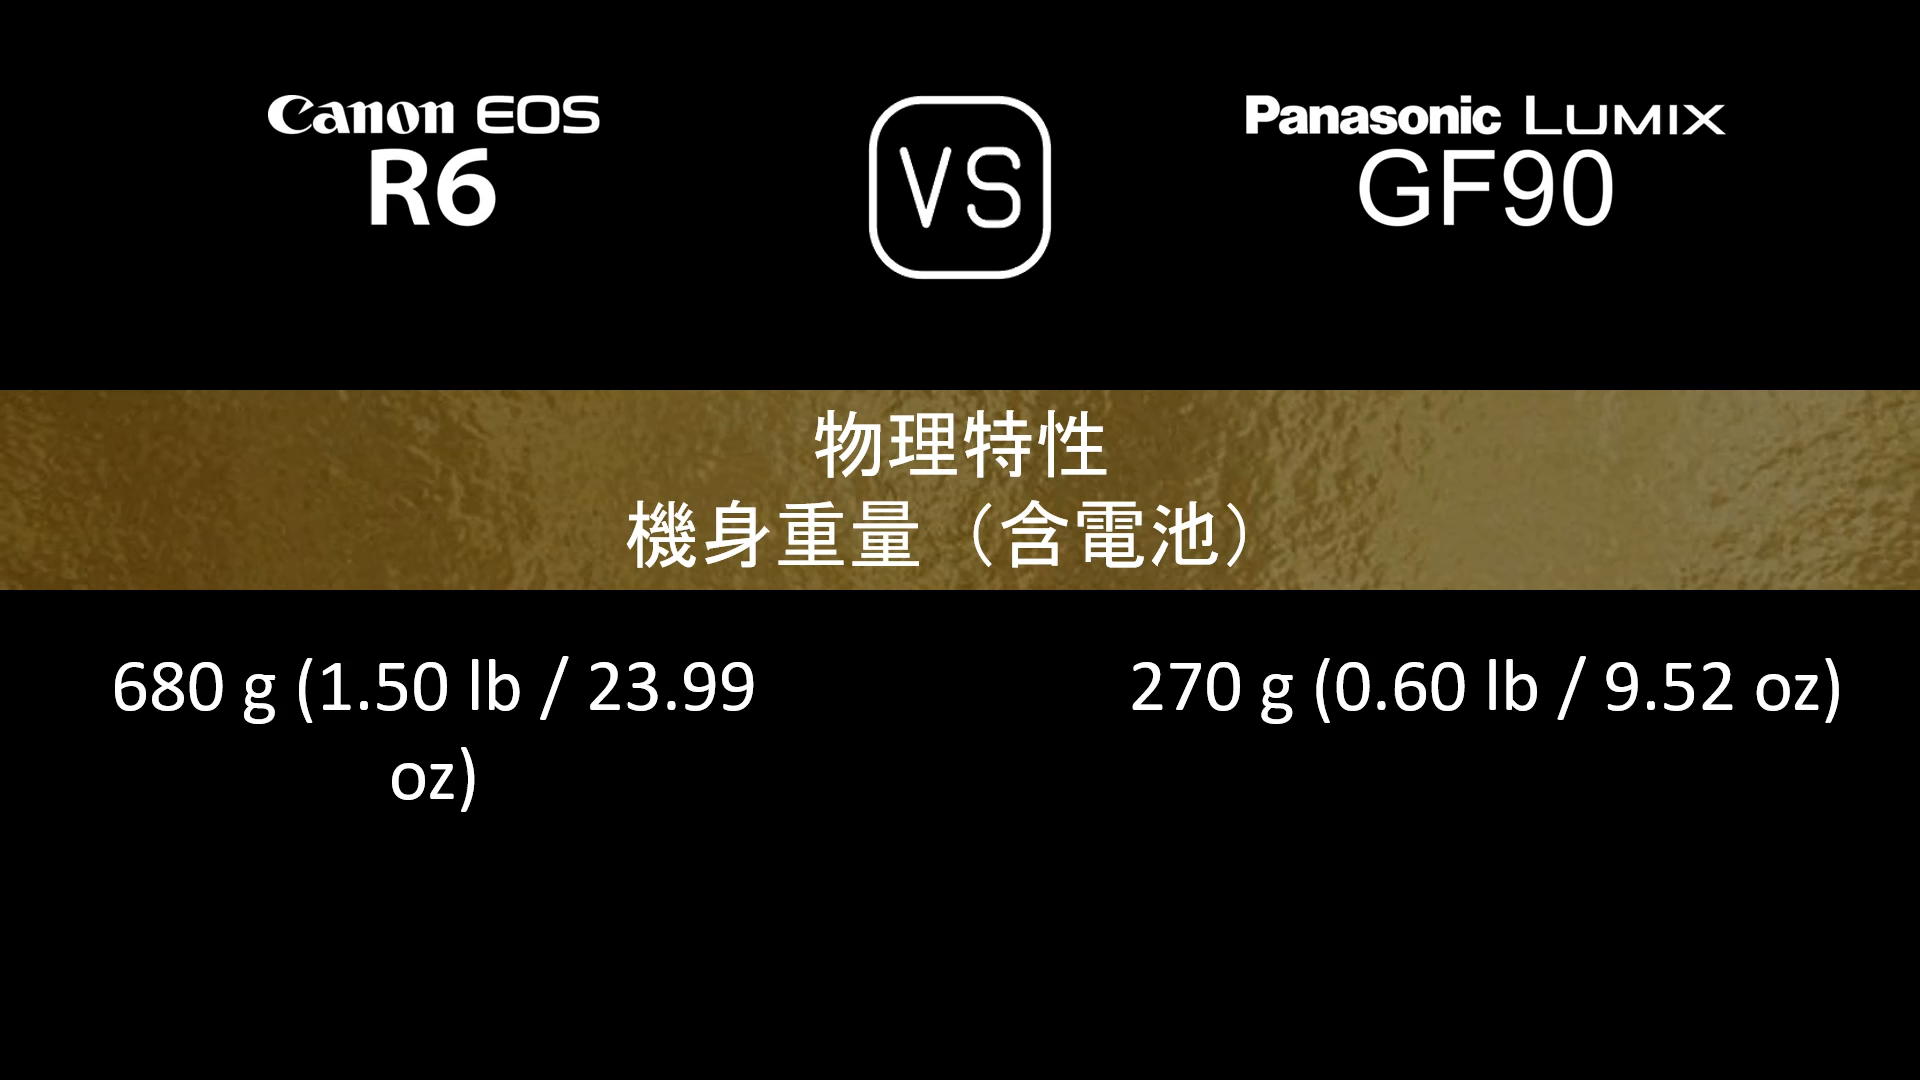 Canon EOS
R6
VS
Panasonic LUMIX
GF90
物理特性
機身重量（含電池）
680 g (1.50 lb / 23.99
oz)
270 g (0.60 lb / 9.52 oz)